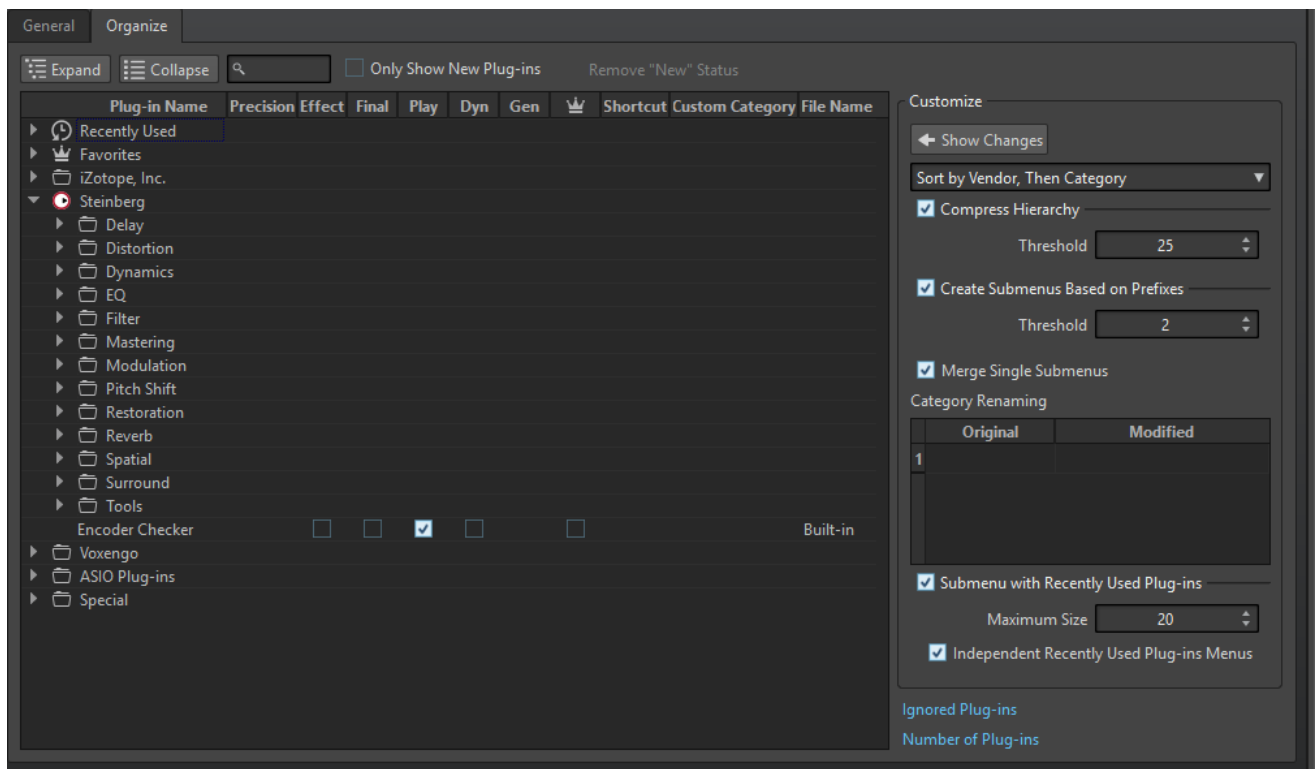 General Organize
Expand Collapse Only Show New Plug-ins Remove "New" Status
Plug-in Name Precision Effect Final Play Dyn Gen Shortcut Custom Category File Name
Recently Used
Favorites
iZotope, Inc.
Steinberg
Delay
Distortion
Dynamics
EQ
Filter
Mastering
Modulation
Pitch Shift
Restoration
Reverb
Spatial
Surround
Tools
Encoder Checker Built-in
Voxengo
ASIO Plug-ins
Special
Customize
Show Changes
Sort by Vendor, Then Category
Compress Hierarchy
Threshold 25
Create Submenus Based on Prefixes
Threshold 2
Merge Single Submenus
Category Renaming
Original Modified
1
Submenu with Recently Used Plug-ins
Maximum Size 20
Independent Recently Used Plug-ins Menus
Ignored Plug-ins
Number of Plug-ins